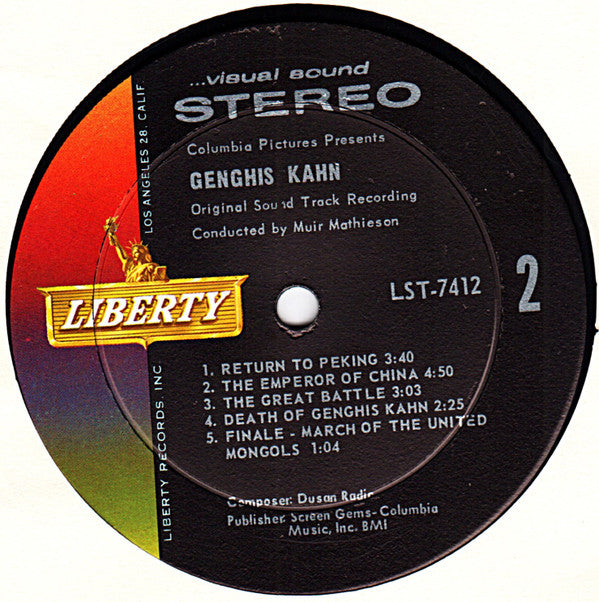 ...visual sound
STEREO
Columbia Pictures Presents
GENGHIS KAHN
Original Sound Track Recording
Conducted by Muir Mathieson
LST-7412
2
LIBERTY
1. RETURN TO PEKING 3:40
2. THE EMPEROR OF CHINA 4:50
3. THE GREAT BATTLE 3:03
4. DEATH OF GENGHIS KAHN 2:25
5. FINALE - MARCH OF THE UNITED
MONGOLS 1:04
Composer: Dusan Radic
Publisher: Screen Gems-Columbia
Music, Inc. BMI
LIBERTY RECORDS INC
LOS ANGELES 28, CALIF.